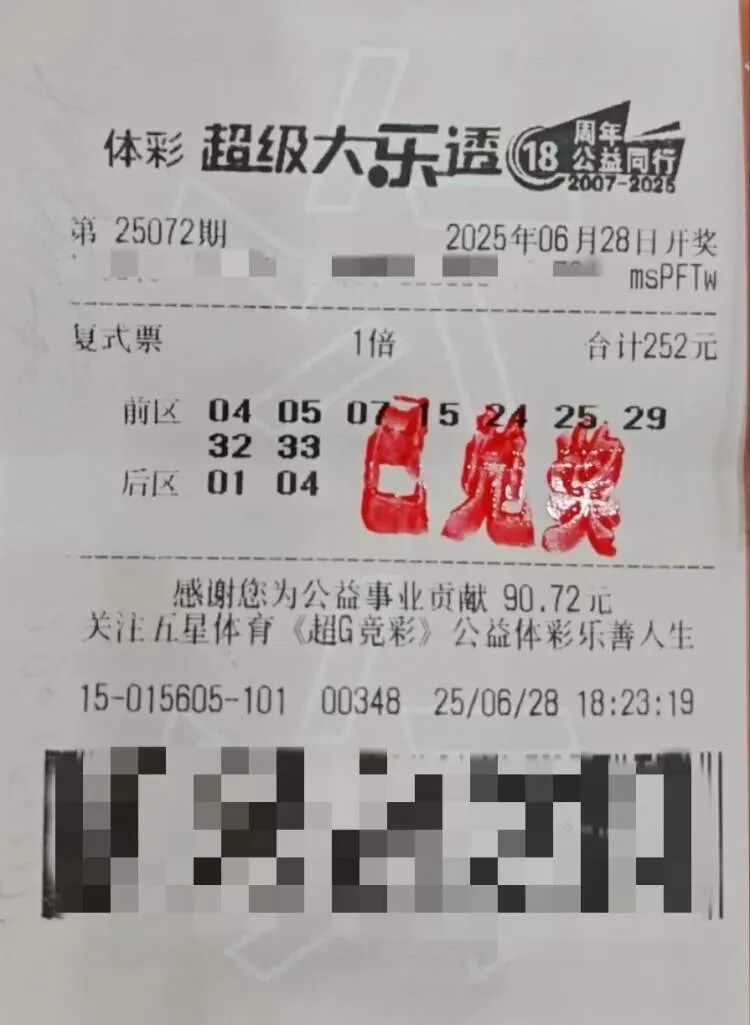 体彩 超级大乐透 18 周年 公益同行 2007-2025
第 25072期 2025年06月28日开奖
msPFTw
复式票 1倍 合计252元
前区 04 05 07 15 24 25 29
32 33
后区 01 04
已兑奖
感谢您为公益事业贡献 90.72元
关注五星体育《超G竞彩》公益体彩乐善人生
15-015605-101 00348 25/06/28 18:23:19